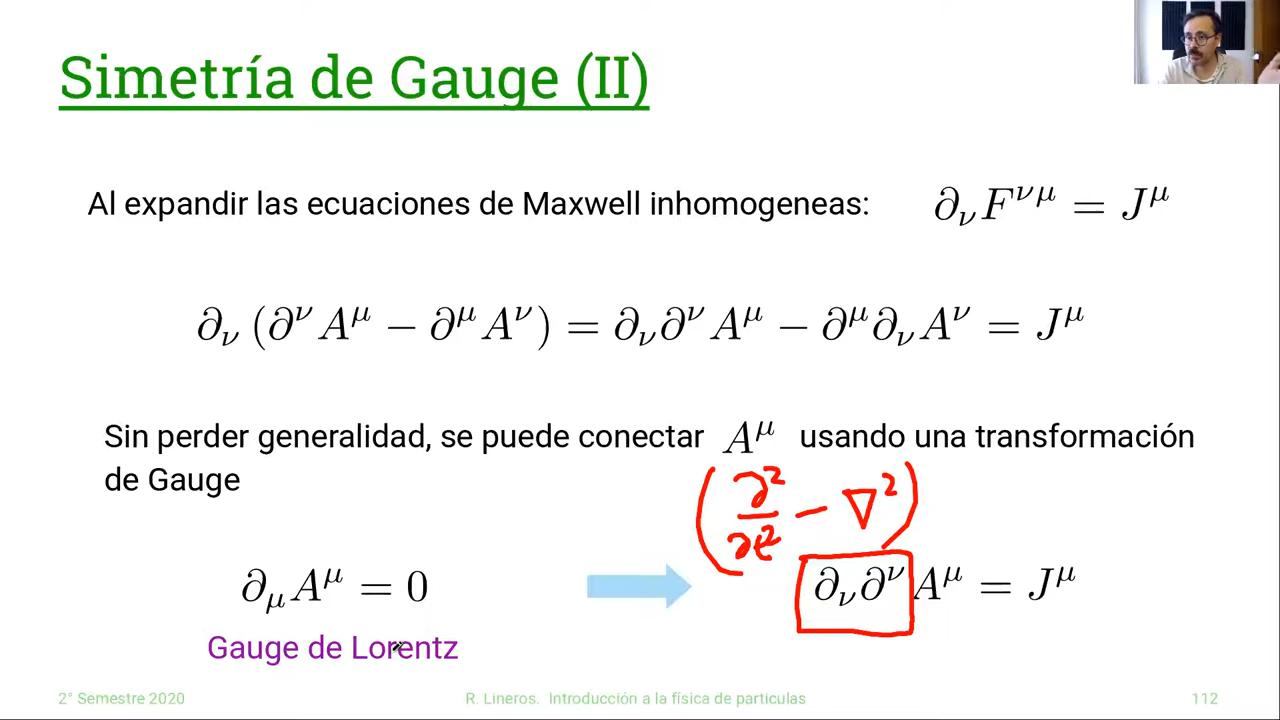 Simetría de Gauge (II)
Al expandir las ecuaciones de Maxwell inhomogeneas: ∂_ν F^{νμ} = J^μ
∂_ν (∂^ν A^μ − ∂^μ A^ν) = ∂_ν ∂^ν A^μ − ∂^μ ∂_ν A^ν = J^μ
Sin perder generalidad, se puede conectar A^μ usando una transformación
de Gauge
(∂²/∂t² − ∇²)
∂_μ A^μ = 0
∂_ν ∂^ν A^μ = J^μ
Gauge de Lorentz
2° Semestre 2020
R. Lineros. Introducción a la física de particulas
112